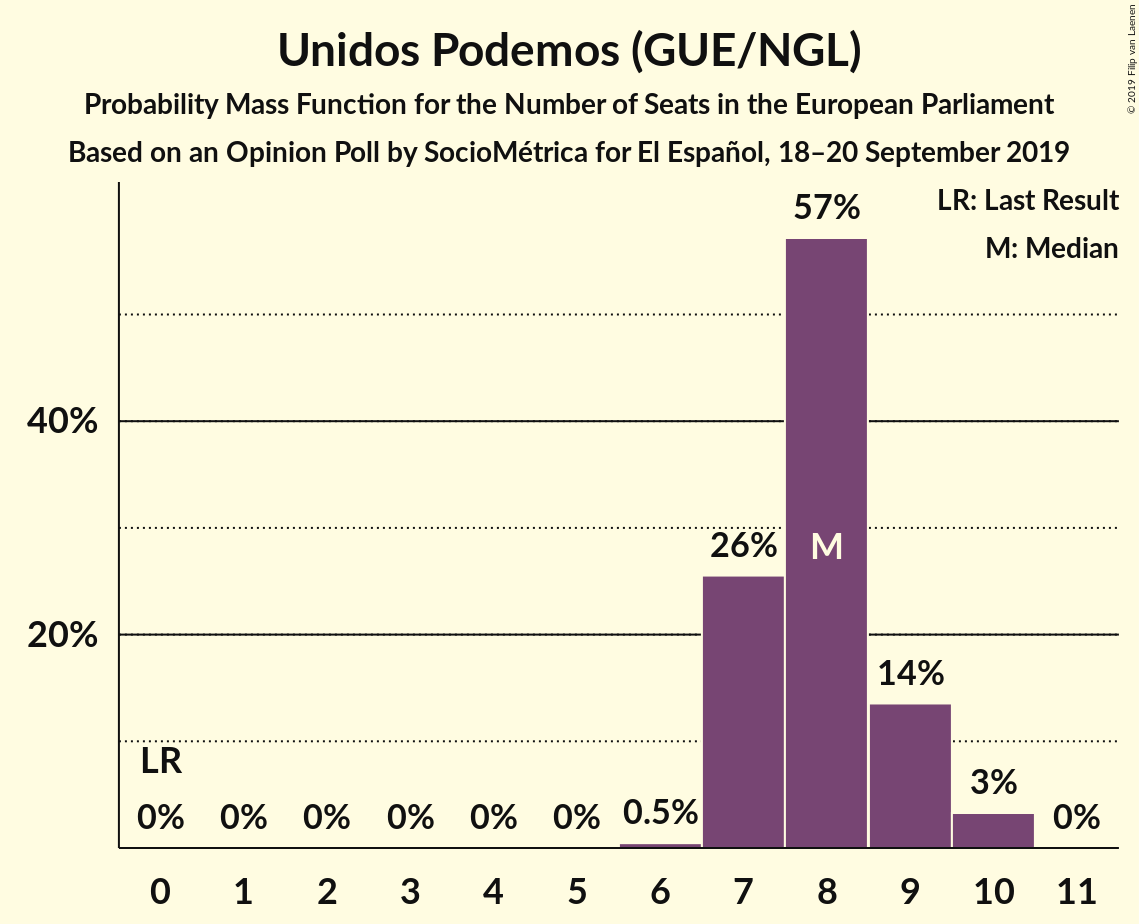 Unidos Podemos (GUE/NGL)
Probability Mass Function for the Number of Seats in the European Parliament
Based on an Opinion Poll by SocioMétrica for El Español, 18–20 September 2019
© 2019 Filip van Laenen
LR: Last Result
M: Median
57%
40%
26%
M
20%
14%
LR
3%
0% 0% 0% 0% 0% 0% 0.5% 0%
0 1 2 3 4 5 6 7 8 9 10 11